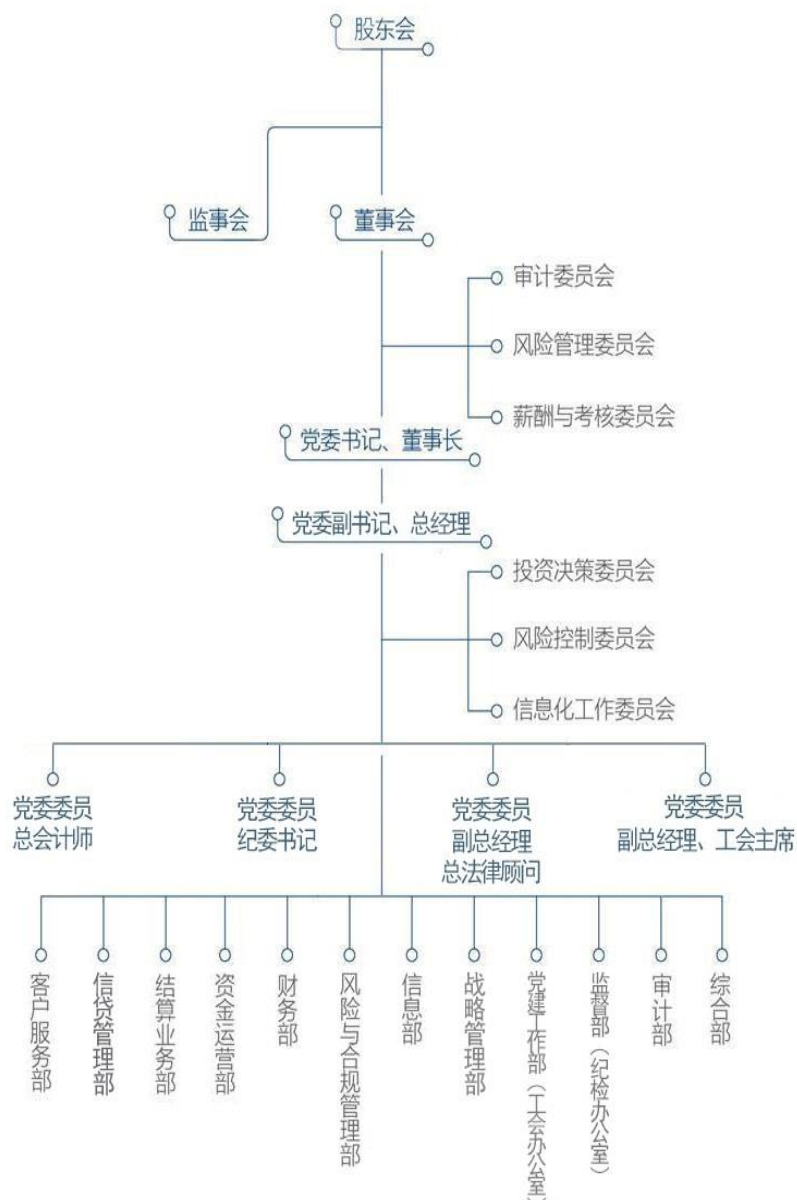 股东会
监事会
董事会
审计委员会
风险管理委员会
薪酬与考核委员会
党委书记、董事长
党委副书记、总经理
投资决策委员会
风险控制委员会
信息化工作委员会
党委委员
总会计师
党委委员
纪委书记
党委委员
副总经理
总法律顾问
党委委员
副总经理、工会主席
客户服务部
信贷管理部
结算业务部
资金运营部
财务部
风险与合规管理部
信息部
战略管理部
党建工作部（工会办公室）
监督部（纪检办公室）
审计部
综合部